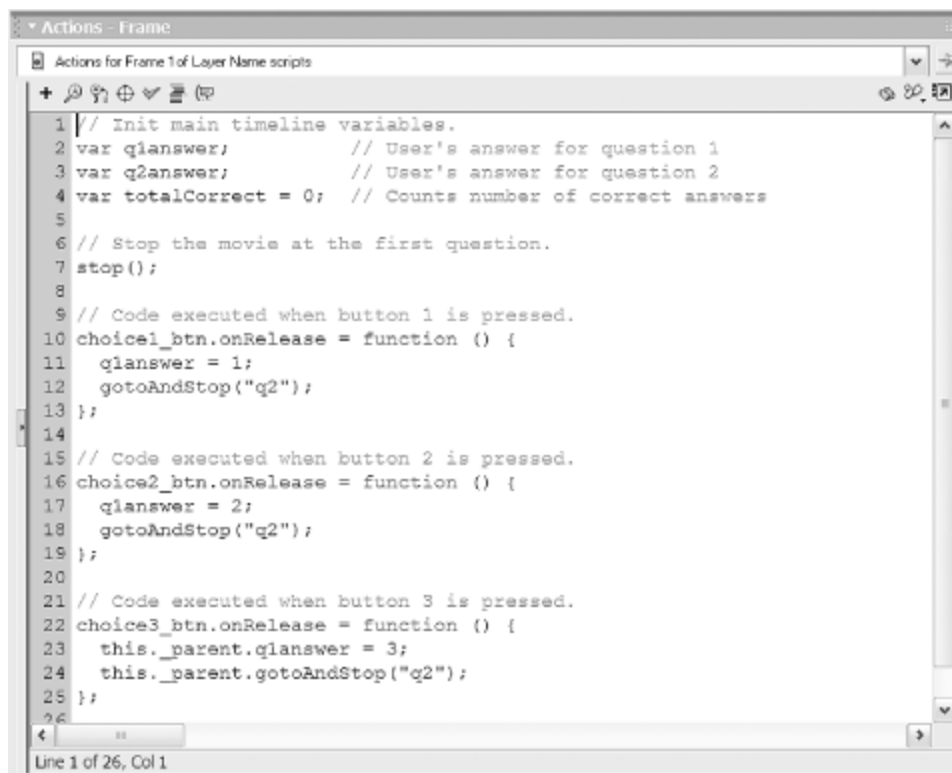 Actions - Frame
Actions for Frame 1 of Layer Name scripts
1 // Init main timeline variables.
2 var q1answer; // User's answer for question 1
3 var q2answer; // User's answer for question 2
4 var totalCorrect = 0; // Counts number of correct answers
5
6 // Stop the movie at the first question.
7 stop();
8
9 // Code executed when button 1 is pressed.
10 choice1_btn.onRelease = function () {
11 q1answer = 1;
12 gotoAndStop("q2");
13 };
14
15 // Code executed when button 2 is pressed.
16 choice2_btn.onRelease = function () {
17 q1answer = 2;
18 gotoAndStop("q2");
19 };
20
21 // Code executed when button 3 is pressed.
22 choice3_btn.onRelease = function () {
23 this._parent.q1answer = 3;
24 this._parent.gotoAndStop("q2");
25 };
26
Line 1 of 26, Col 1